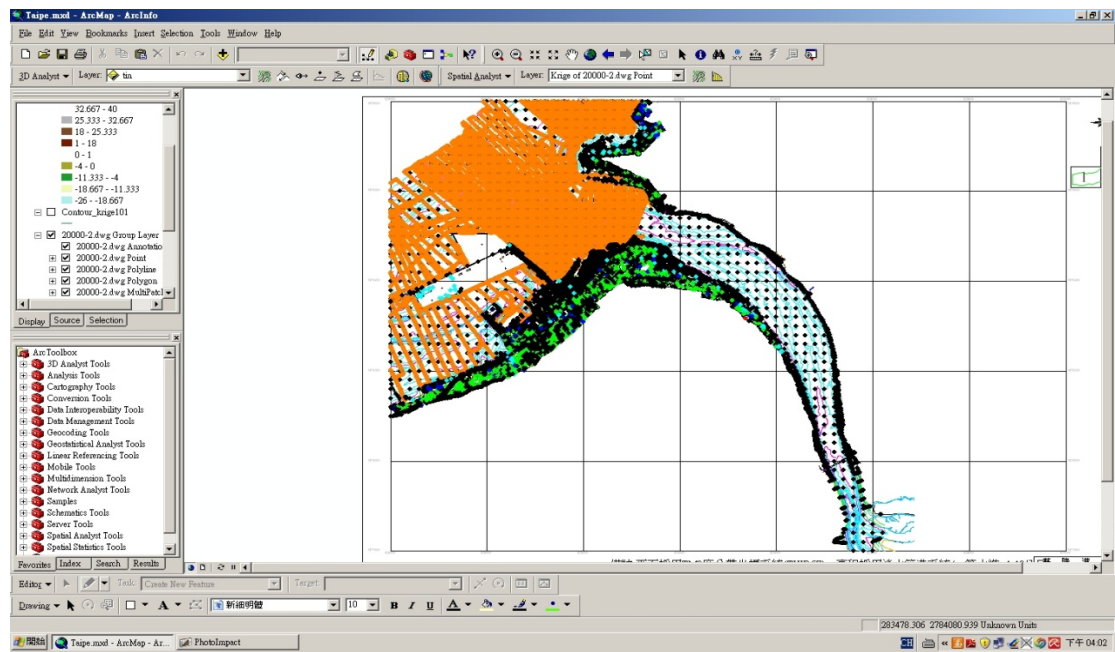 Taipe.mxd - ArcMap - ArcInfo
File Edit View Bookmarks Insert Selection Tools Window Help
3D Analyst Layer: tin Spatial Analyst Layer: Krige of 20000-2.dwg Point
32.667 - 40
25.333 - 32.667
18 - 25.333
1 - 18
0 - 1
-4 - 0
-11.333 - -4
-18.667 - -11.333
-26 - -18.667
Contour_krige101
20000-2.dwg Group Layer
20000-2.dwg Annotatio
20000-2.dwg Point
20000-2.dwg Polyline
20000-2.dwg Polygon
20000-2.dwg MultiPatcl
Display Source Selection
ArcToolbox
3D Analyst Tools
Analysis Tools
Cartography Tools
Conversion Tools
Data Interoperability Tools
Data Management Tools
Geocoding Tools
Geostatistical Analyst Tools
Linear Referencing Tools
Mobile Tools
Multidimension Tools
Network Analyst Tools
Samples
Schematics Tools
Server Tools
Spatial Analyst Tools
Spatial Statistics Tools
Favorites Index Search Results
Editor Task: Create New Feature Target:
Drawing A 新細明體 10 B I U A
283478.306 2784080.939 Unknown Units
開始 Taipe.mxd - ArcMap - Ar... PhotoImpact CH 下午 04:02